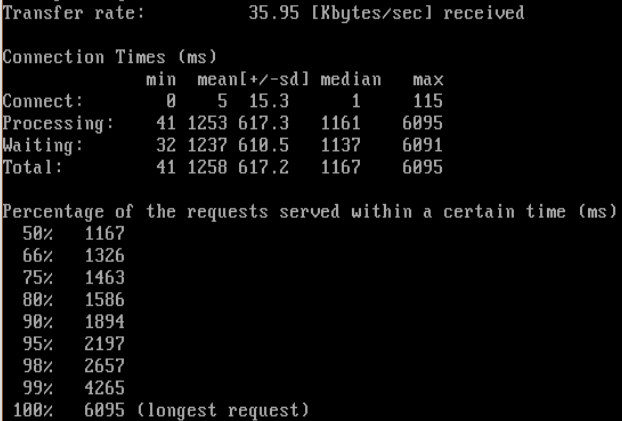 Transfer rate:          35.95 [Kbytes/sec] received

Connection Times (ms)
              min  mean[+/-sd] median   max
Connect:        0    5  15.3      1     115
Processing:    41 1253 617.3   1161    6095
Waiting:       32 1237 610.5   1137    6091
Total:         41 1258 617.2   1167    6095

Percentage of the requests served within a certain time (ms)
  50%   1167
  66%   1326
  75%   1463
  80%   1586
  90%   1894
  95%   2197
  98%   2657
  99%   4265
 100%   6095 (longest request)